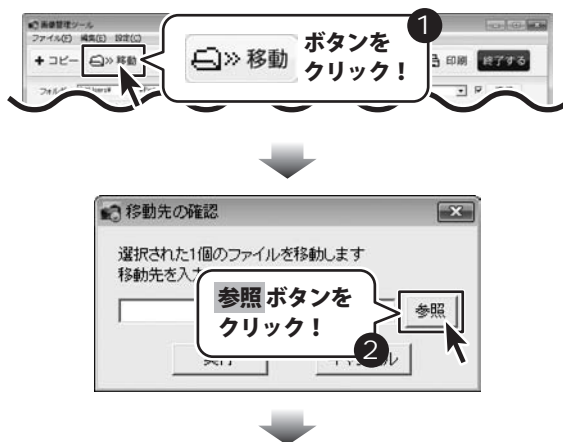 画像管理ツール
ファイル(F) 編集(E) 設定(C)
+ コピー
» 移動
» 移動
ボタンを
クリック！
1
印刷
終了する
移動先の確認
選択された1個のファイルを移動します
移動先を入
参照 ボタンを
クリック！
参照
2